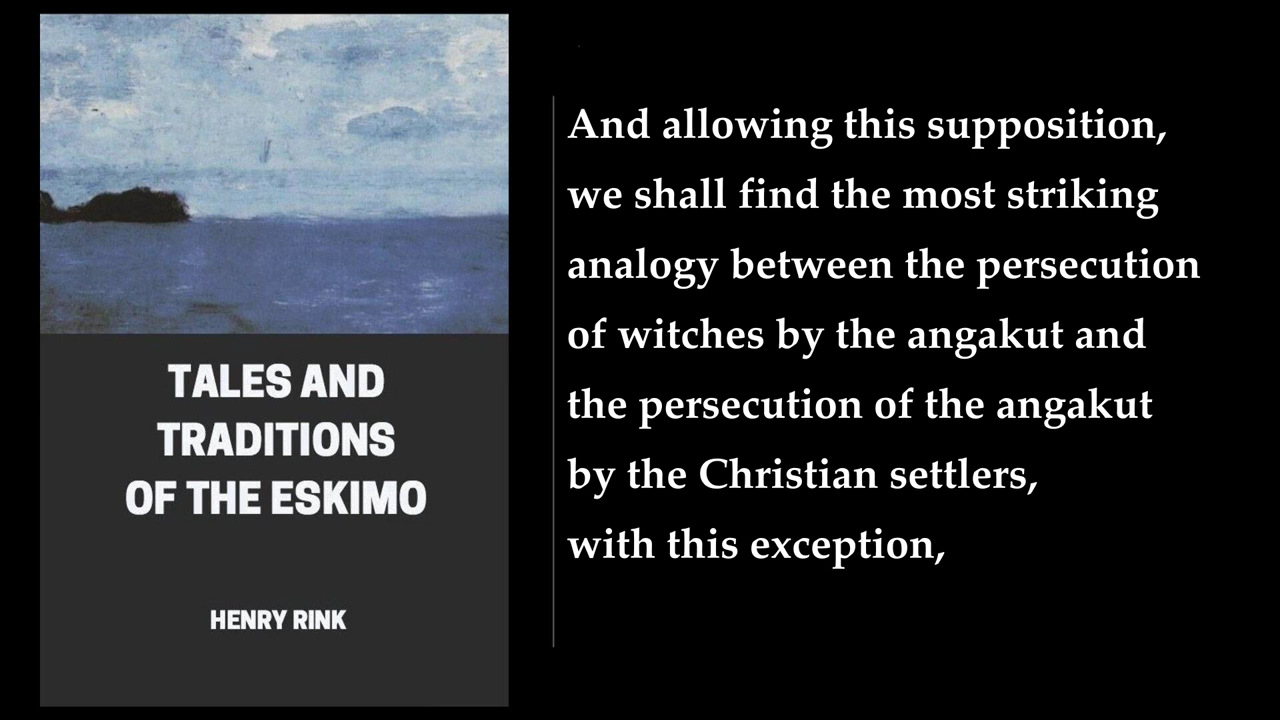 TALES AND
TRADITIONS
OF THE ESKIMO
HENRY RINK
And allowing this supposition,
we shall find the most striking
analogy between the persecution
of witches by the angakut and
the persecution of the angakut
by the Christian settlers,
with this exception,